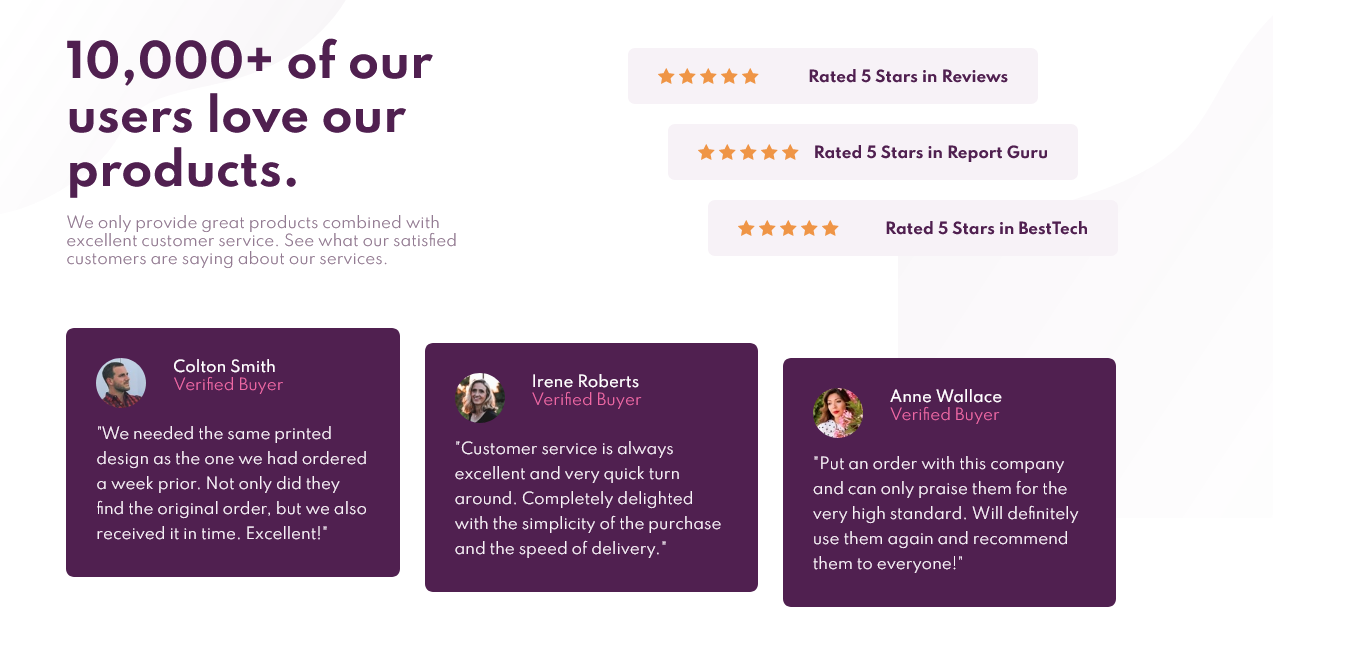 10,000+ of our
users love our
products.
We only provide great products combined with
excellent customer service. See what our satisfied
customers are saying about our services.
Rated 5 Stars in Reviews
Rated 5 Stars in Report Guru
Rated 5 Stars in BestTech
Colton Smith
Verified Buyer
"We needed the same printed
design as the one we had ordered
a week prior. Not only did they
find the original order, but we also
received it in time. Excellent!"
Irene Roberts
Verified Buyer
"Customer service is always
excellent and very quick turn
around. Completely delighted
with the simplicity of the purchase
and the speed of delivery."
Anne Wallace
Verified Buyer
"Put an order with this company
and can only praise them for the
very high standard. Will definitely
use them again and recommend
them to everyone!"